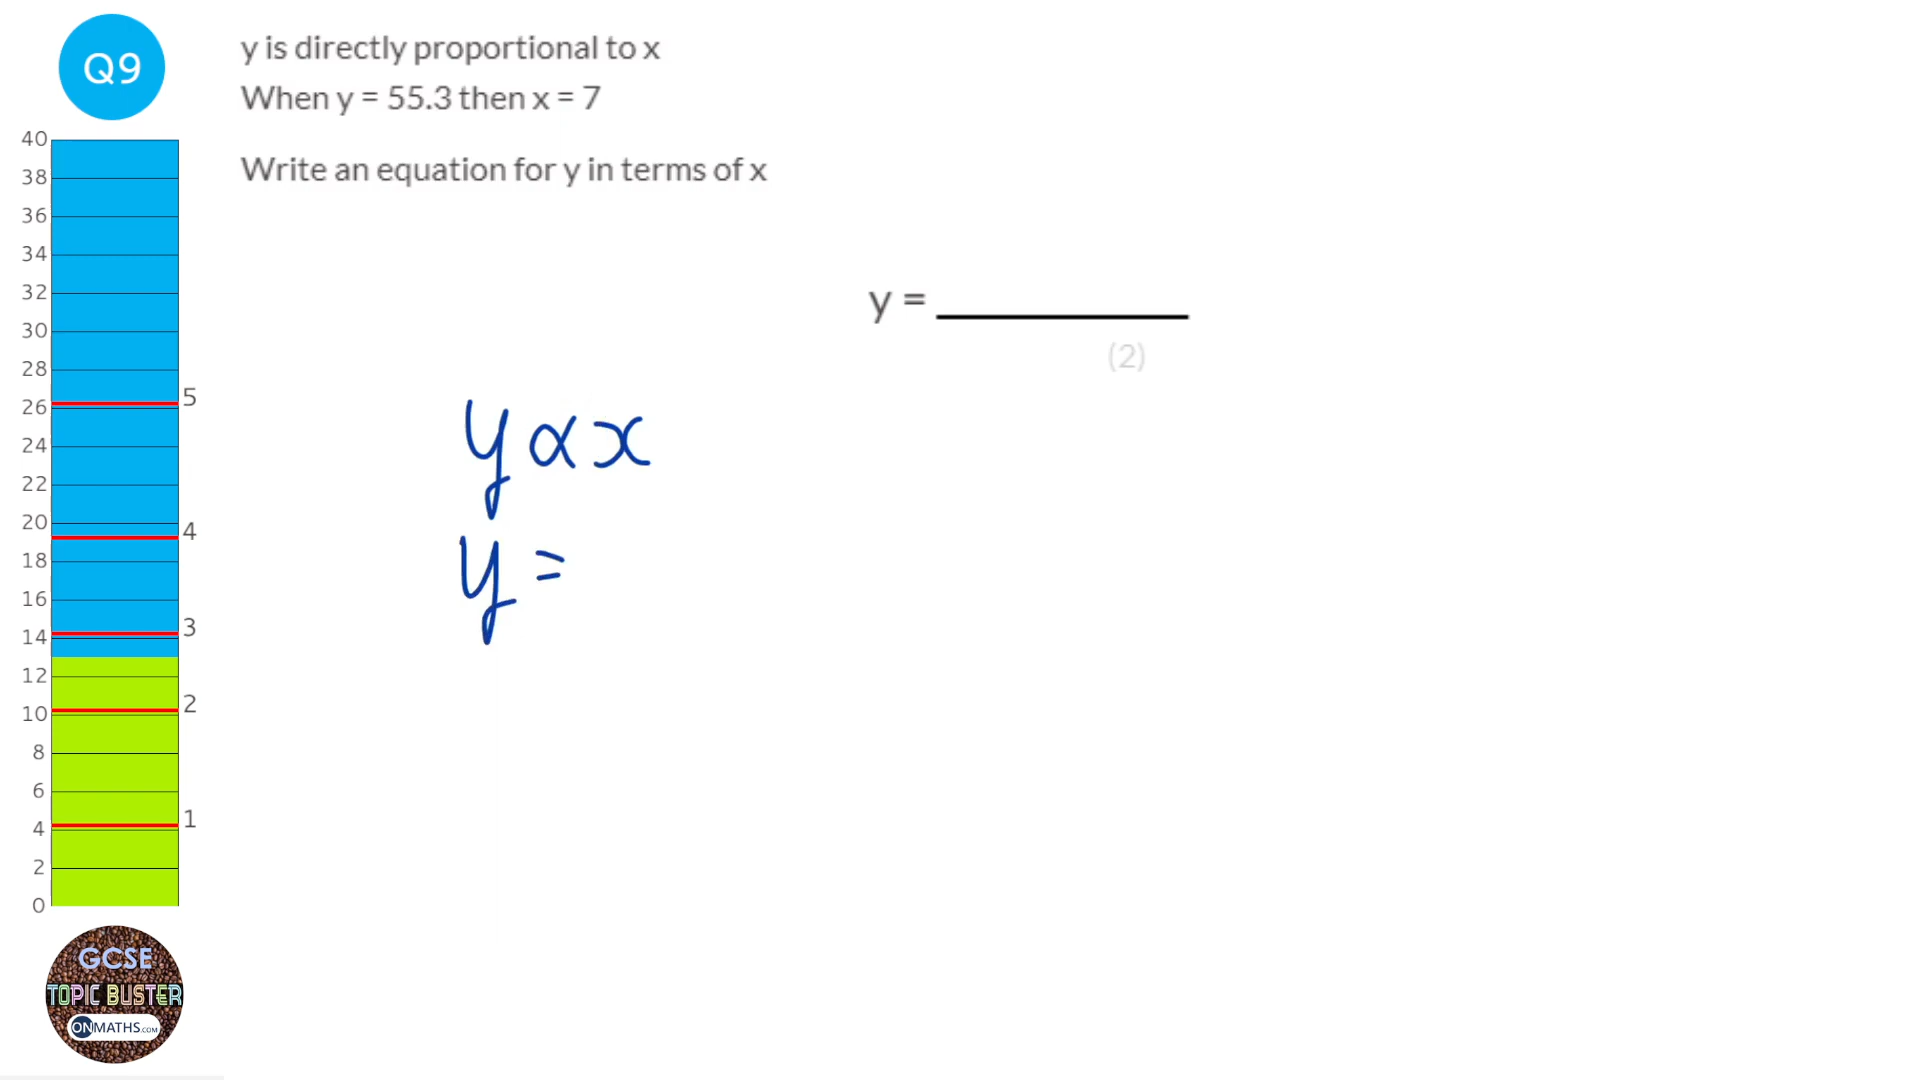 Q9
y is directly proportional to x
When y = 55.3 then x = 7
Write an equation for y in terms of x
y =
(2)
y ∝ x
y =
40
38
36
34
32
30
28
5
26
24
22
20
4
18
16
3
14
12
2
10
8
6
1
4
2
0
GCSE
TOPIC BUSTER
ONMATHS.COM